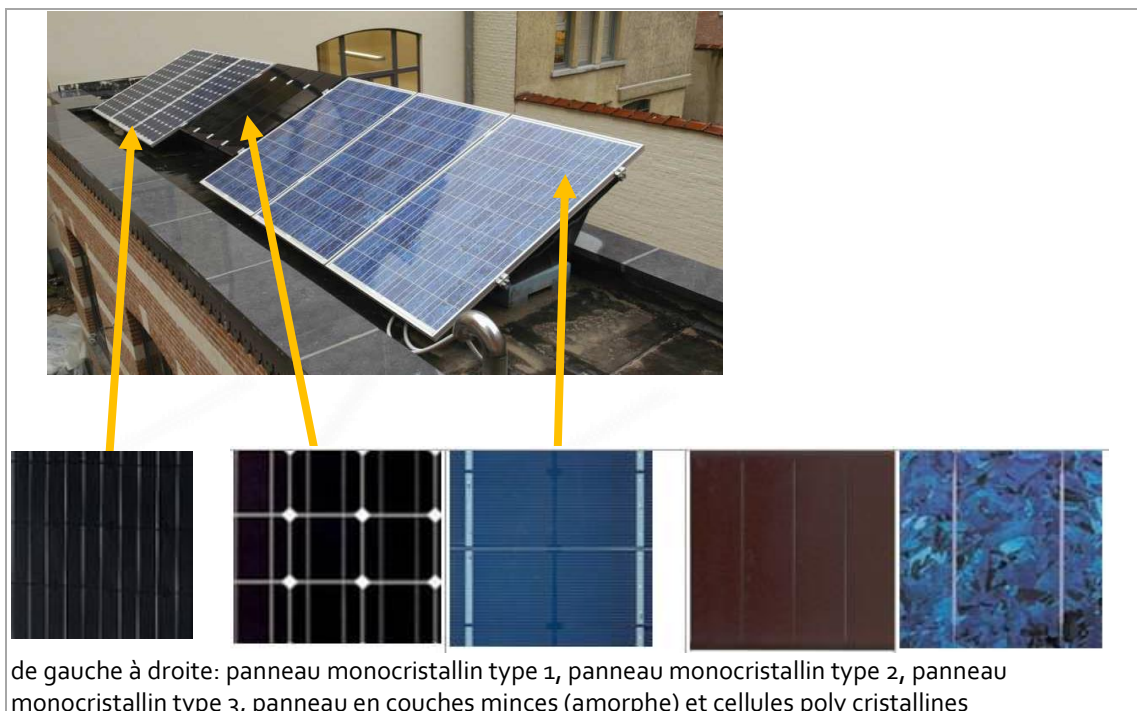 de gauche à droite: panneau monocristallin type 1, panneau monocristallin type 2, panneau
monocristallin type 3, panneau en couches minces (amorphe) et cellules poly cristallines